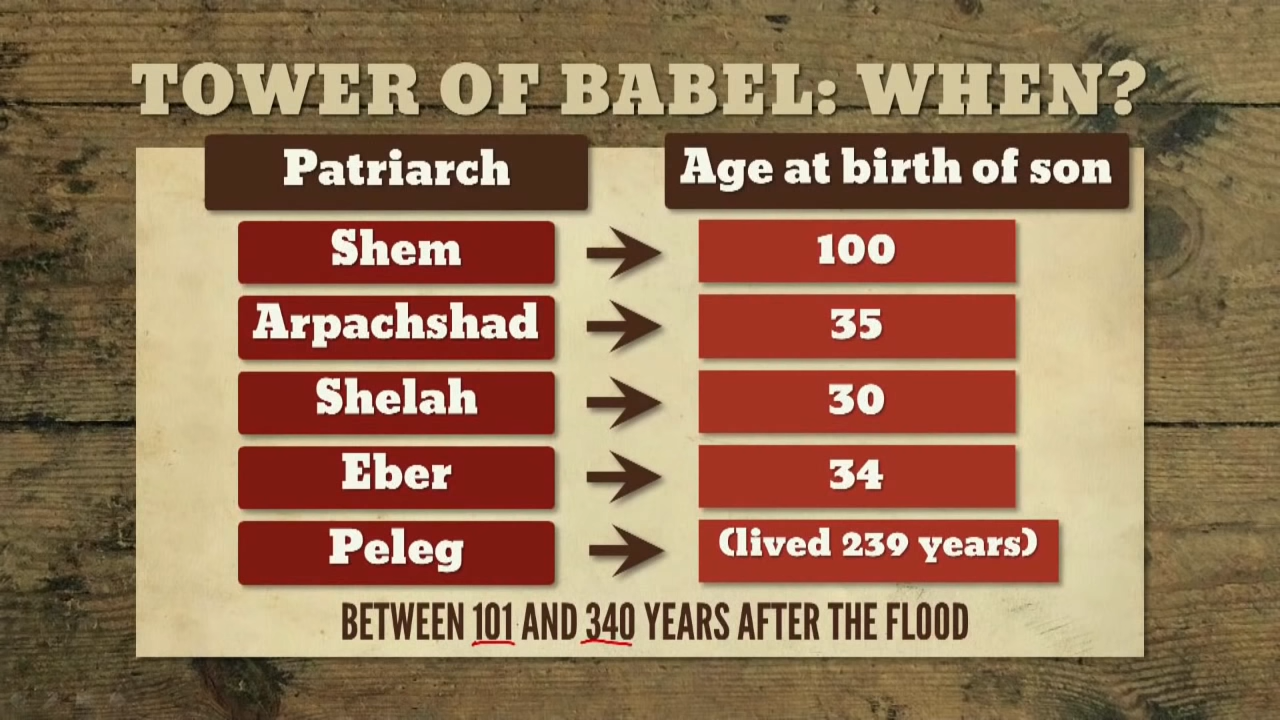 TOWER OF BABEL: WHEN?
Patriarch Age at birth of son
Shem 100
Arpachshad 35
Shelah 30
Eber 34
Peleg (lived 239 years)
BETWEEN 101 AND 340 YEARS AFTER THE FLOOD